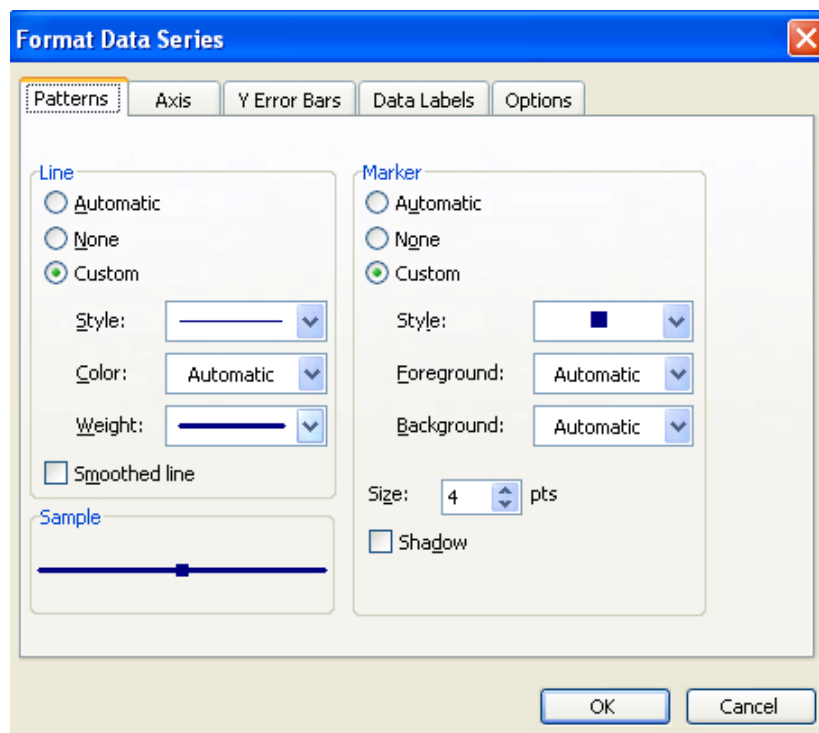 Format Data Series
Patterns Axis Y Error Bars Data Labels Options
Line
Automatic
None
Custom
Style:
Color: Automatic
Weight:
Smoothed line
Sample
Marker
Automatic
None
Custom
Style:
Foreground: Automatic
Background: Automatic
Size: 4 pts
Shadow
OK Cancel